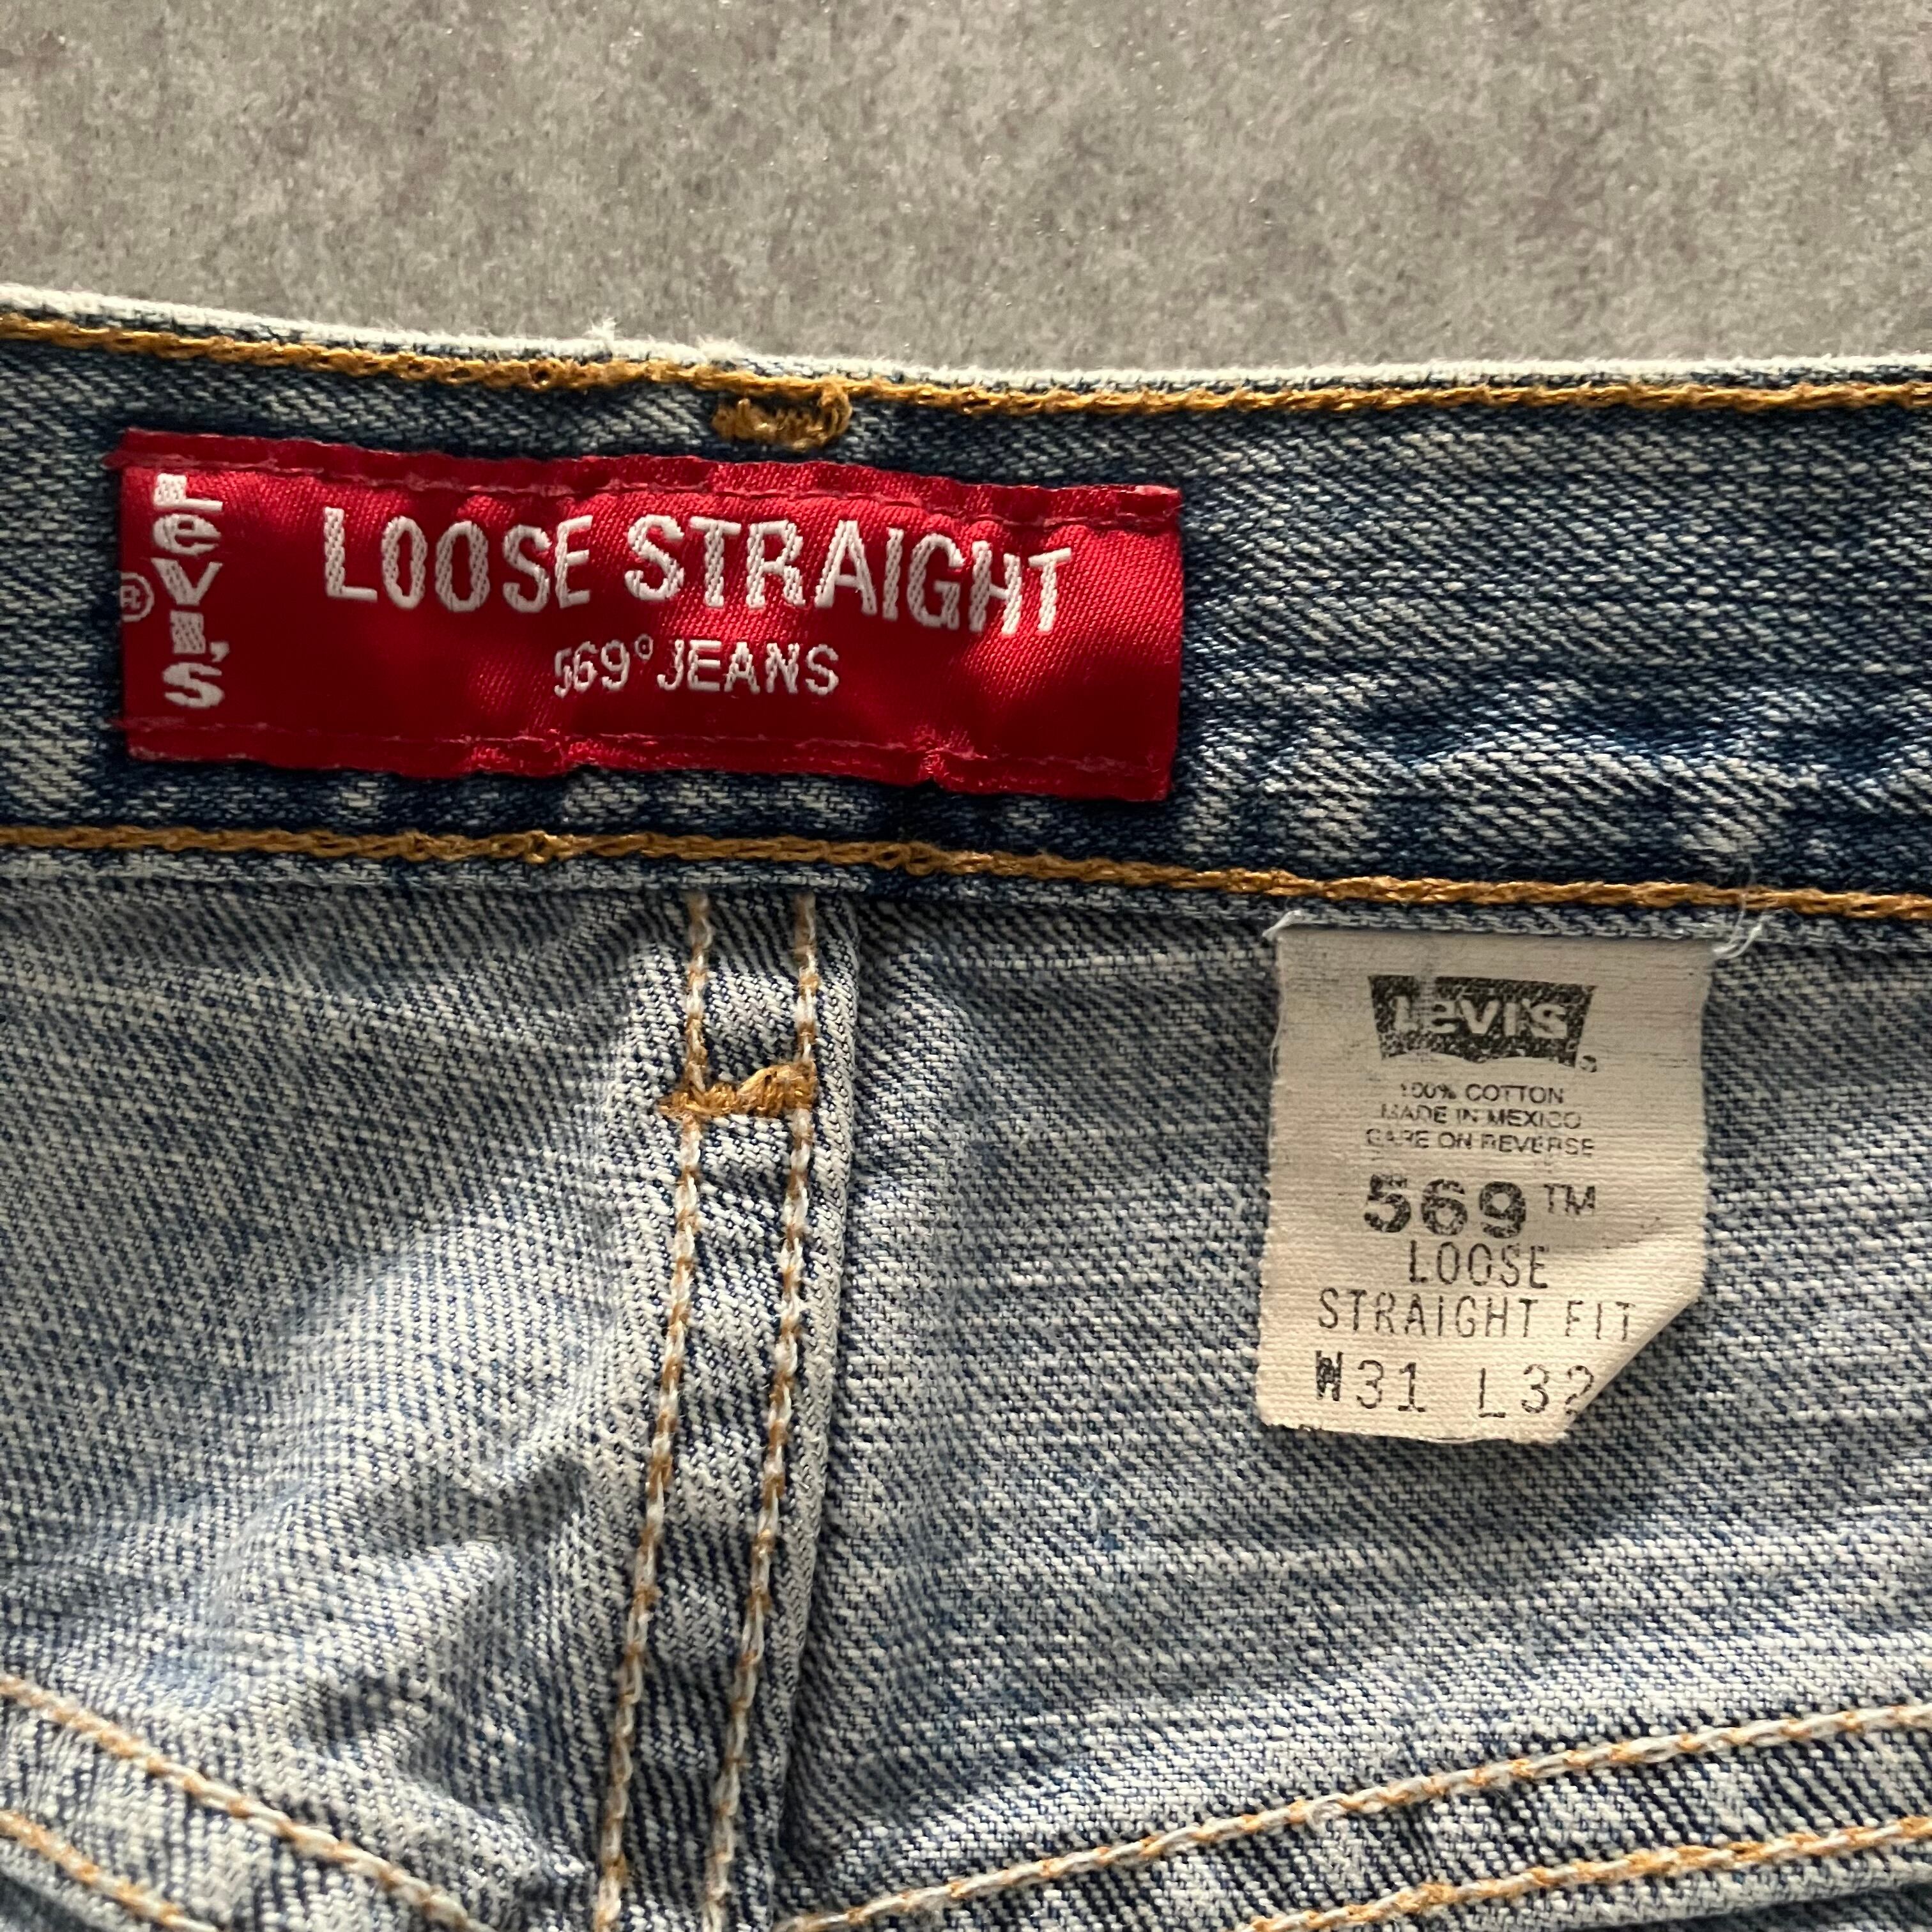 Levi's
®
LOOSE STRAIGHT
569° JEANS
Levi's
100% COTTON
MADE IN MEXICO
CARE ON REVERSE
569™
LOOSE
STRAIGHT FIT
W31 L32